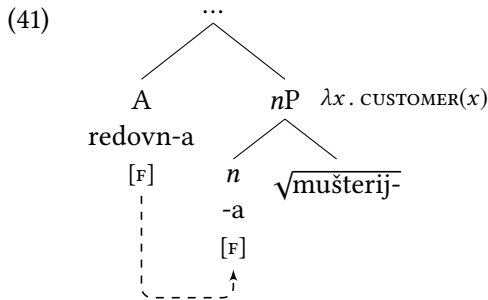 (41)
...
A nP λx . CUSTOMER(x)
redovn-a
[F] n √mušterij-
-a
[F]